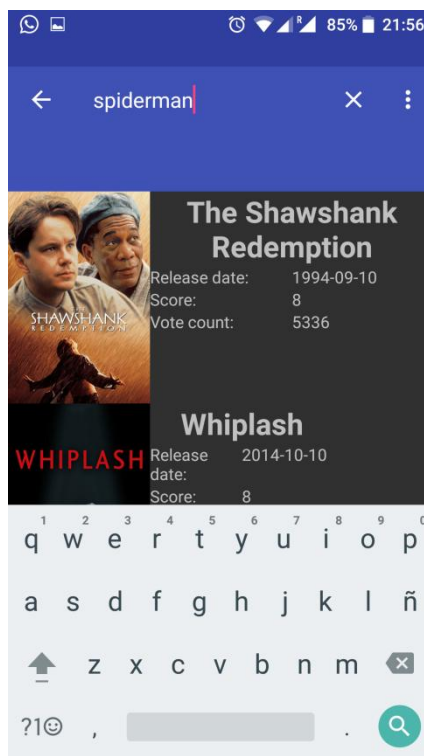 R 85% 21:56
spiderman
The Shawshank
Redemption
Release date: 1994-09-10
Score: 8
Vote count: 5336
THE
SHAWSHANK
REDEMPTION
Whiplash
WHIPLASH
Release date: 2014-10-10
Score: 8
1 2 3 4 5 6 7 8 9 0
q w e r t y u i o p
a s d f g h j k l ñ
z x c v b n m
?1☺ , .